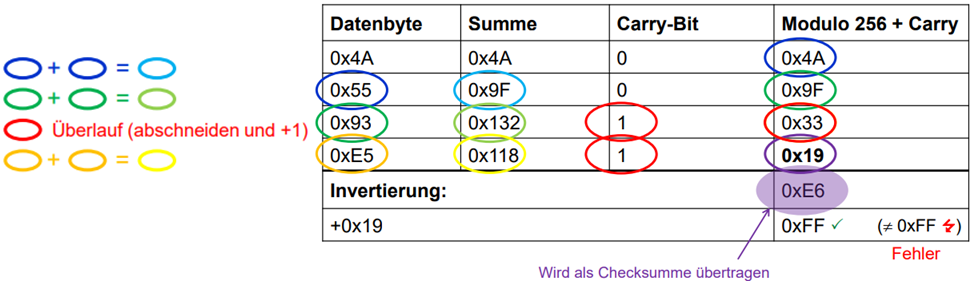 Datenbyte Summe Carry-Bit Modulo 256 + Carry
0x4A 0x4A 0 0x4A
+ =
0x55 0x9F 0 0x9F
+ =
0x93 0x132 1 0x33
Überlauf (abschneiden und +1)
0xE5 0x118 1 0x19
+ =
Invertierung: 0xE6
+0x19 0xFF ✓ (≠ 0xFF ↯)
Fehler
Wird als Checksumme übertragen